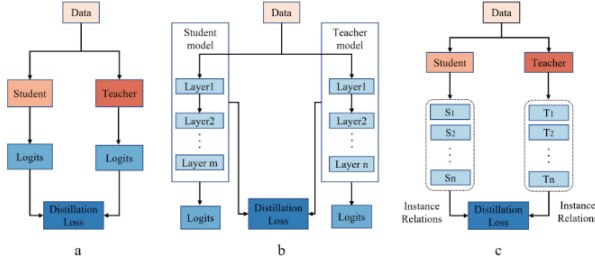 Data
Student
Teacher
Logits
Logits
Distillation
Loss
a
Data
Student
model
Teacher
model
Layer1
Layer2
Layer m
Layer1
Layer2
Layer n
Logits
Distillation
Loss
Logits
b
Data
Student
Teacher
S1
S2
Sn
T1
T2
Tn
Instance
Relations
Distillation
Loss
Instance
Relations
c